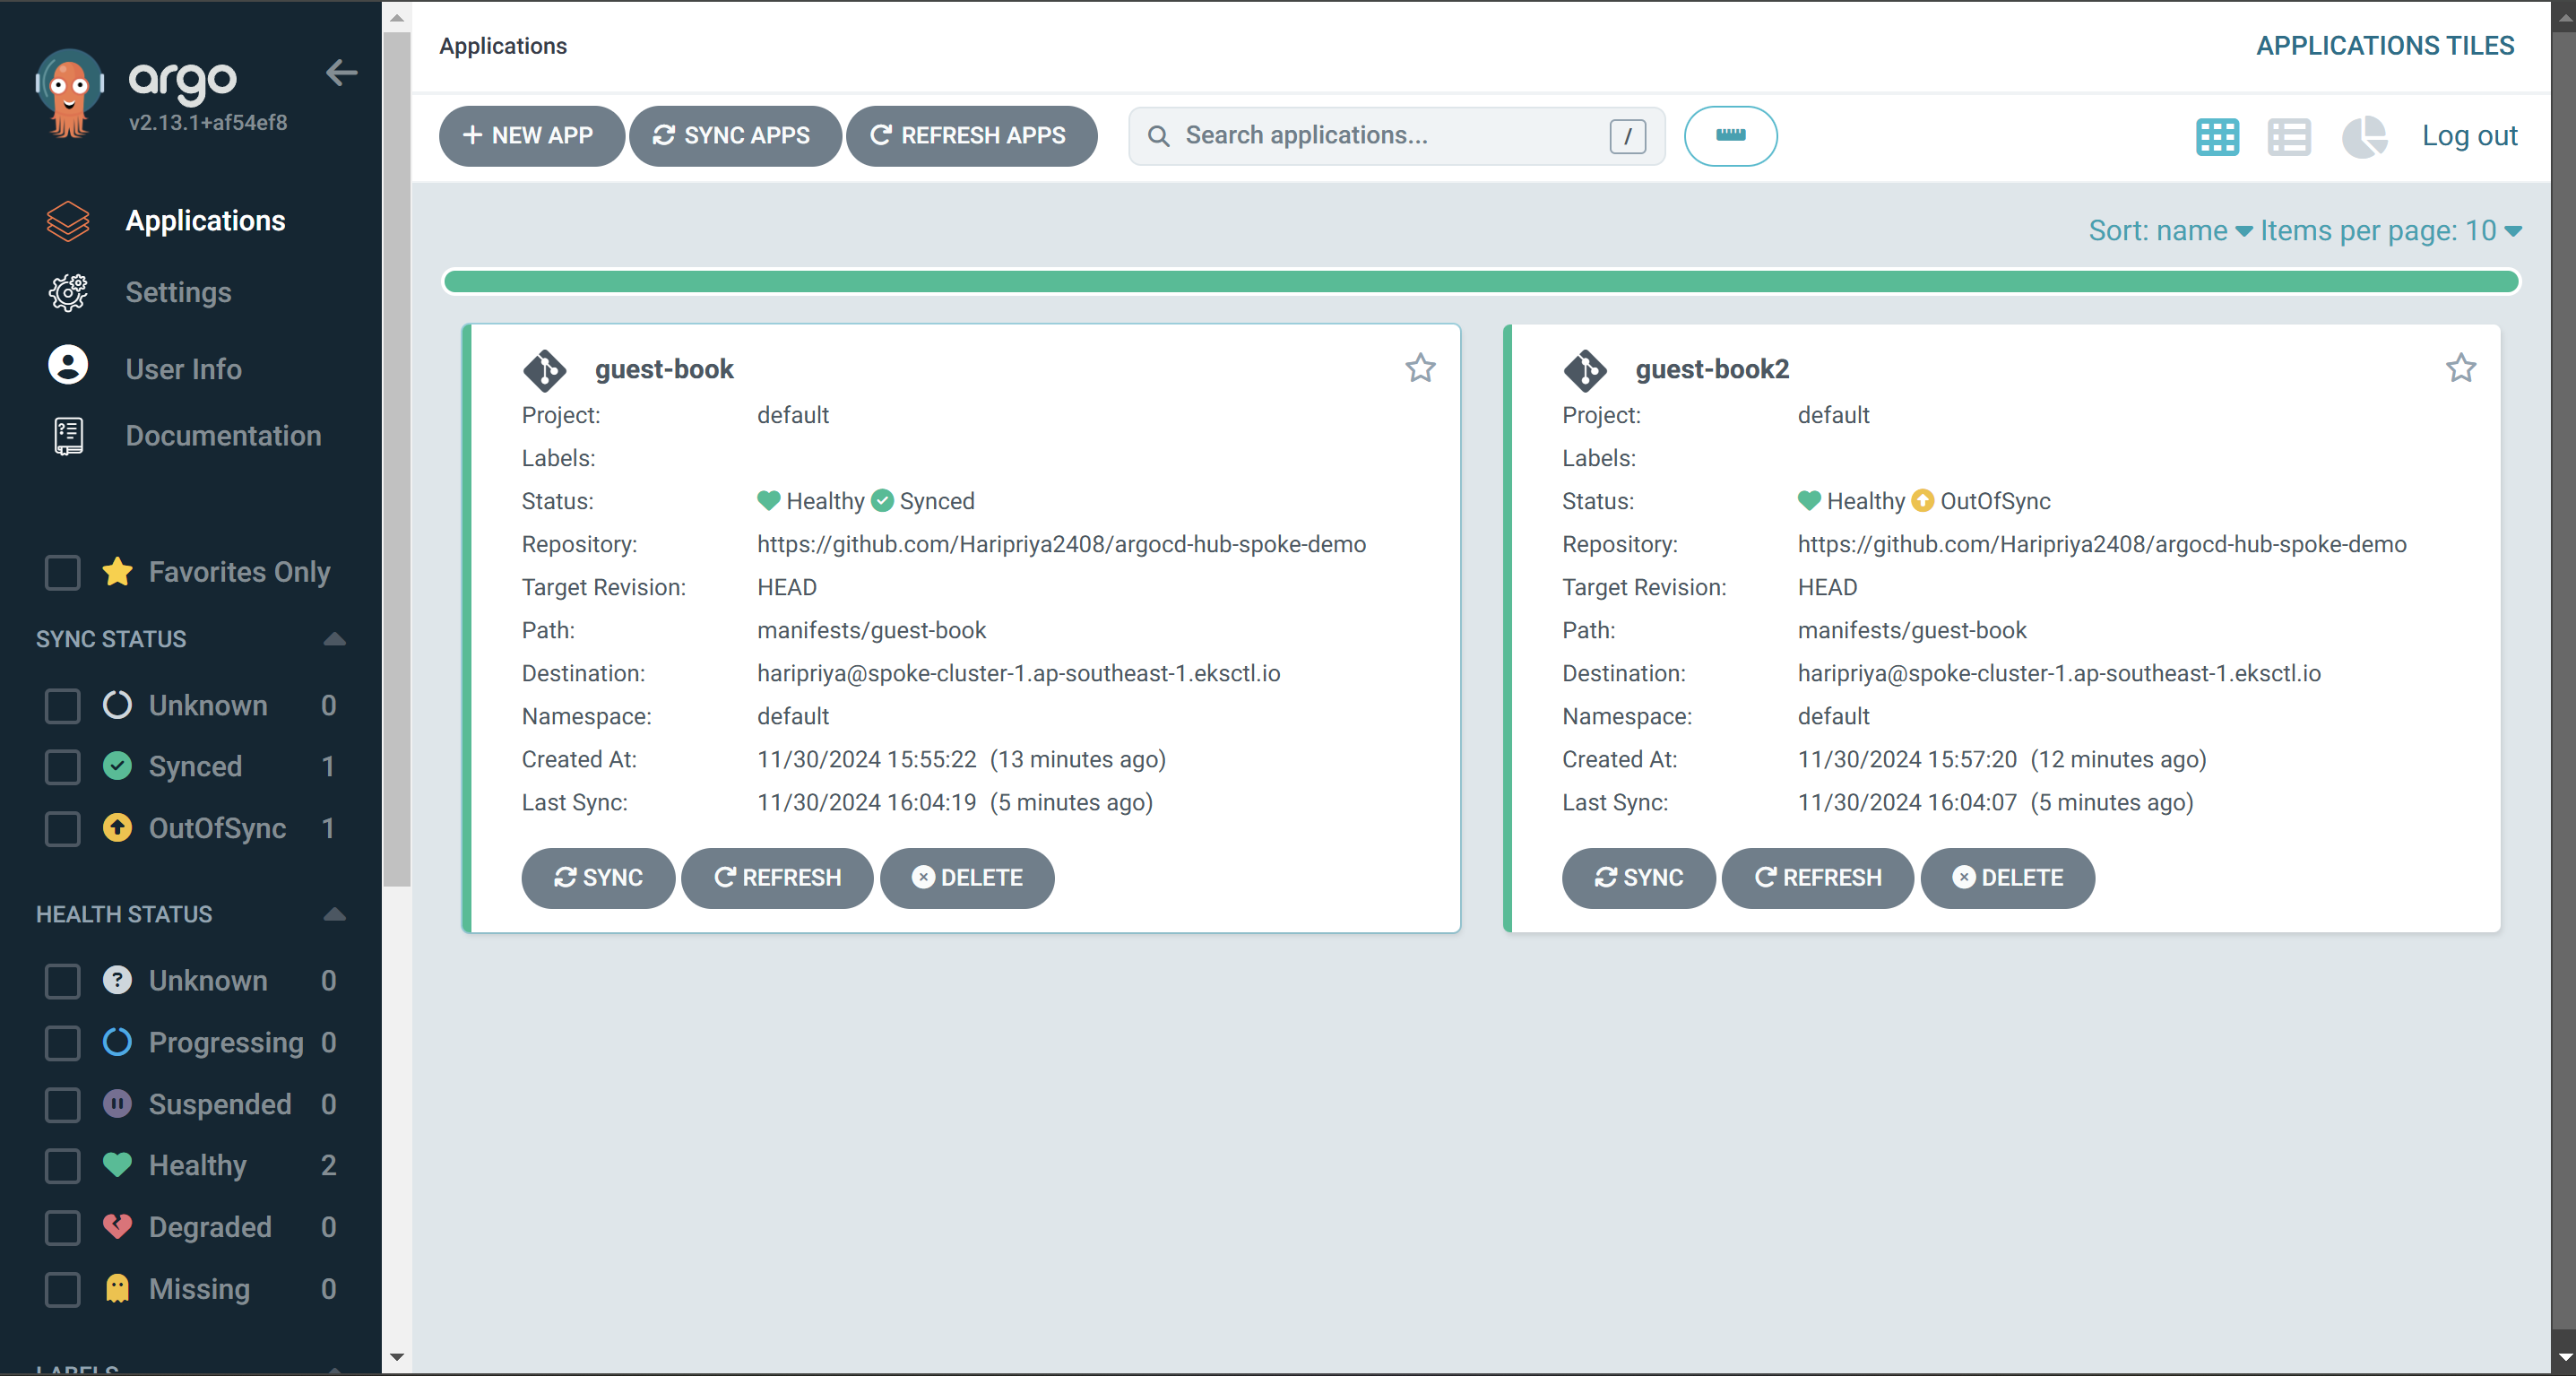 argo
v2.13.1+af54ef8
Applications
Settings
User Info
Documentation
Favorites Only
SYNC STATUS
Unknown 0
Synced 1
OutOfSync 1
HEALTH STATUS
? Unknown 0
Progressing 0
Suspended 0
Healthy 2
Degraded 0
Missing 0
LABELS
Applications
APPLICATIONS TILES
+ NEW APP SYNC APPS REFRESH APPS Search applications... / Log out
Sort: name Items per page: 10
guest-book
Project: default
Labels:
Status: Healthy Synced
Repository: https://github.com/Haripriya2408/argocd-hub-spoke-demo
Target Revision: HEAD
Path: manifests/guest-book
Destination: haripriya@spoke-cluster-1.ap-southeast-1.eksctl.io
Namespace: default
Created At: 11/30/2024 15:55:22 (13 minutes ago)
Last Sync: 11/30/2024 16:04:19 (5 minutes ago)
SYNC REFRESH DELETE
guest-book2
Project: default
Labels:
Status: Healthy OutOfSync
Repository: https://github.com/Haripriya2408/argocd-hub-spoke-demo
Target Revision: HEAD
Path: manifests/guest-book
Destination: haripriya@spoke-cluster-1.ap-southeast-1.eksctl.io
Namespace: default
Created At: 11/30/2024 15:57:20 (12 minutes ago)
Last Sync: 11/30/2024 16:04:07 (5 minutes ago)
SYNC REFRESH DELETE